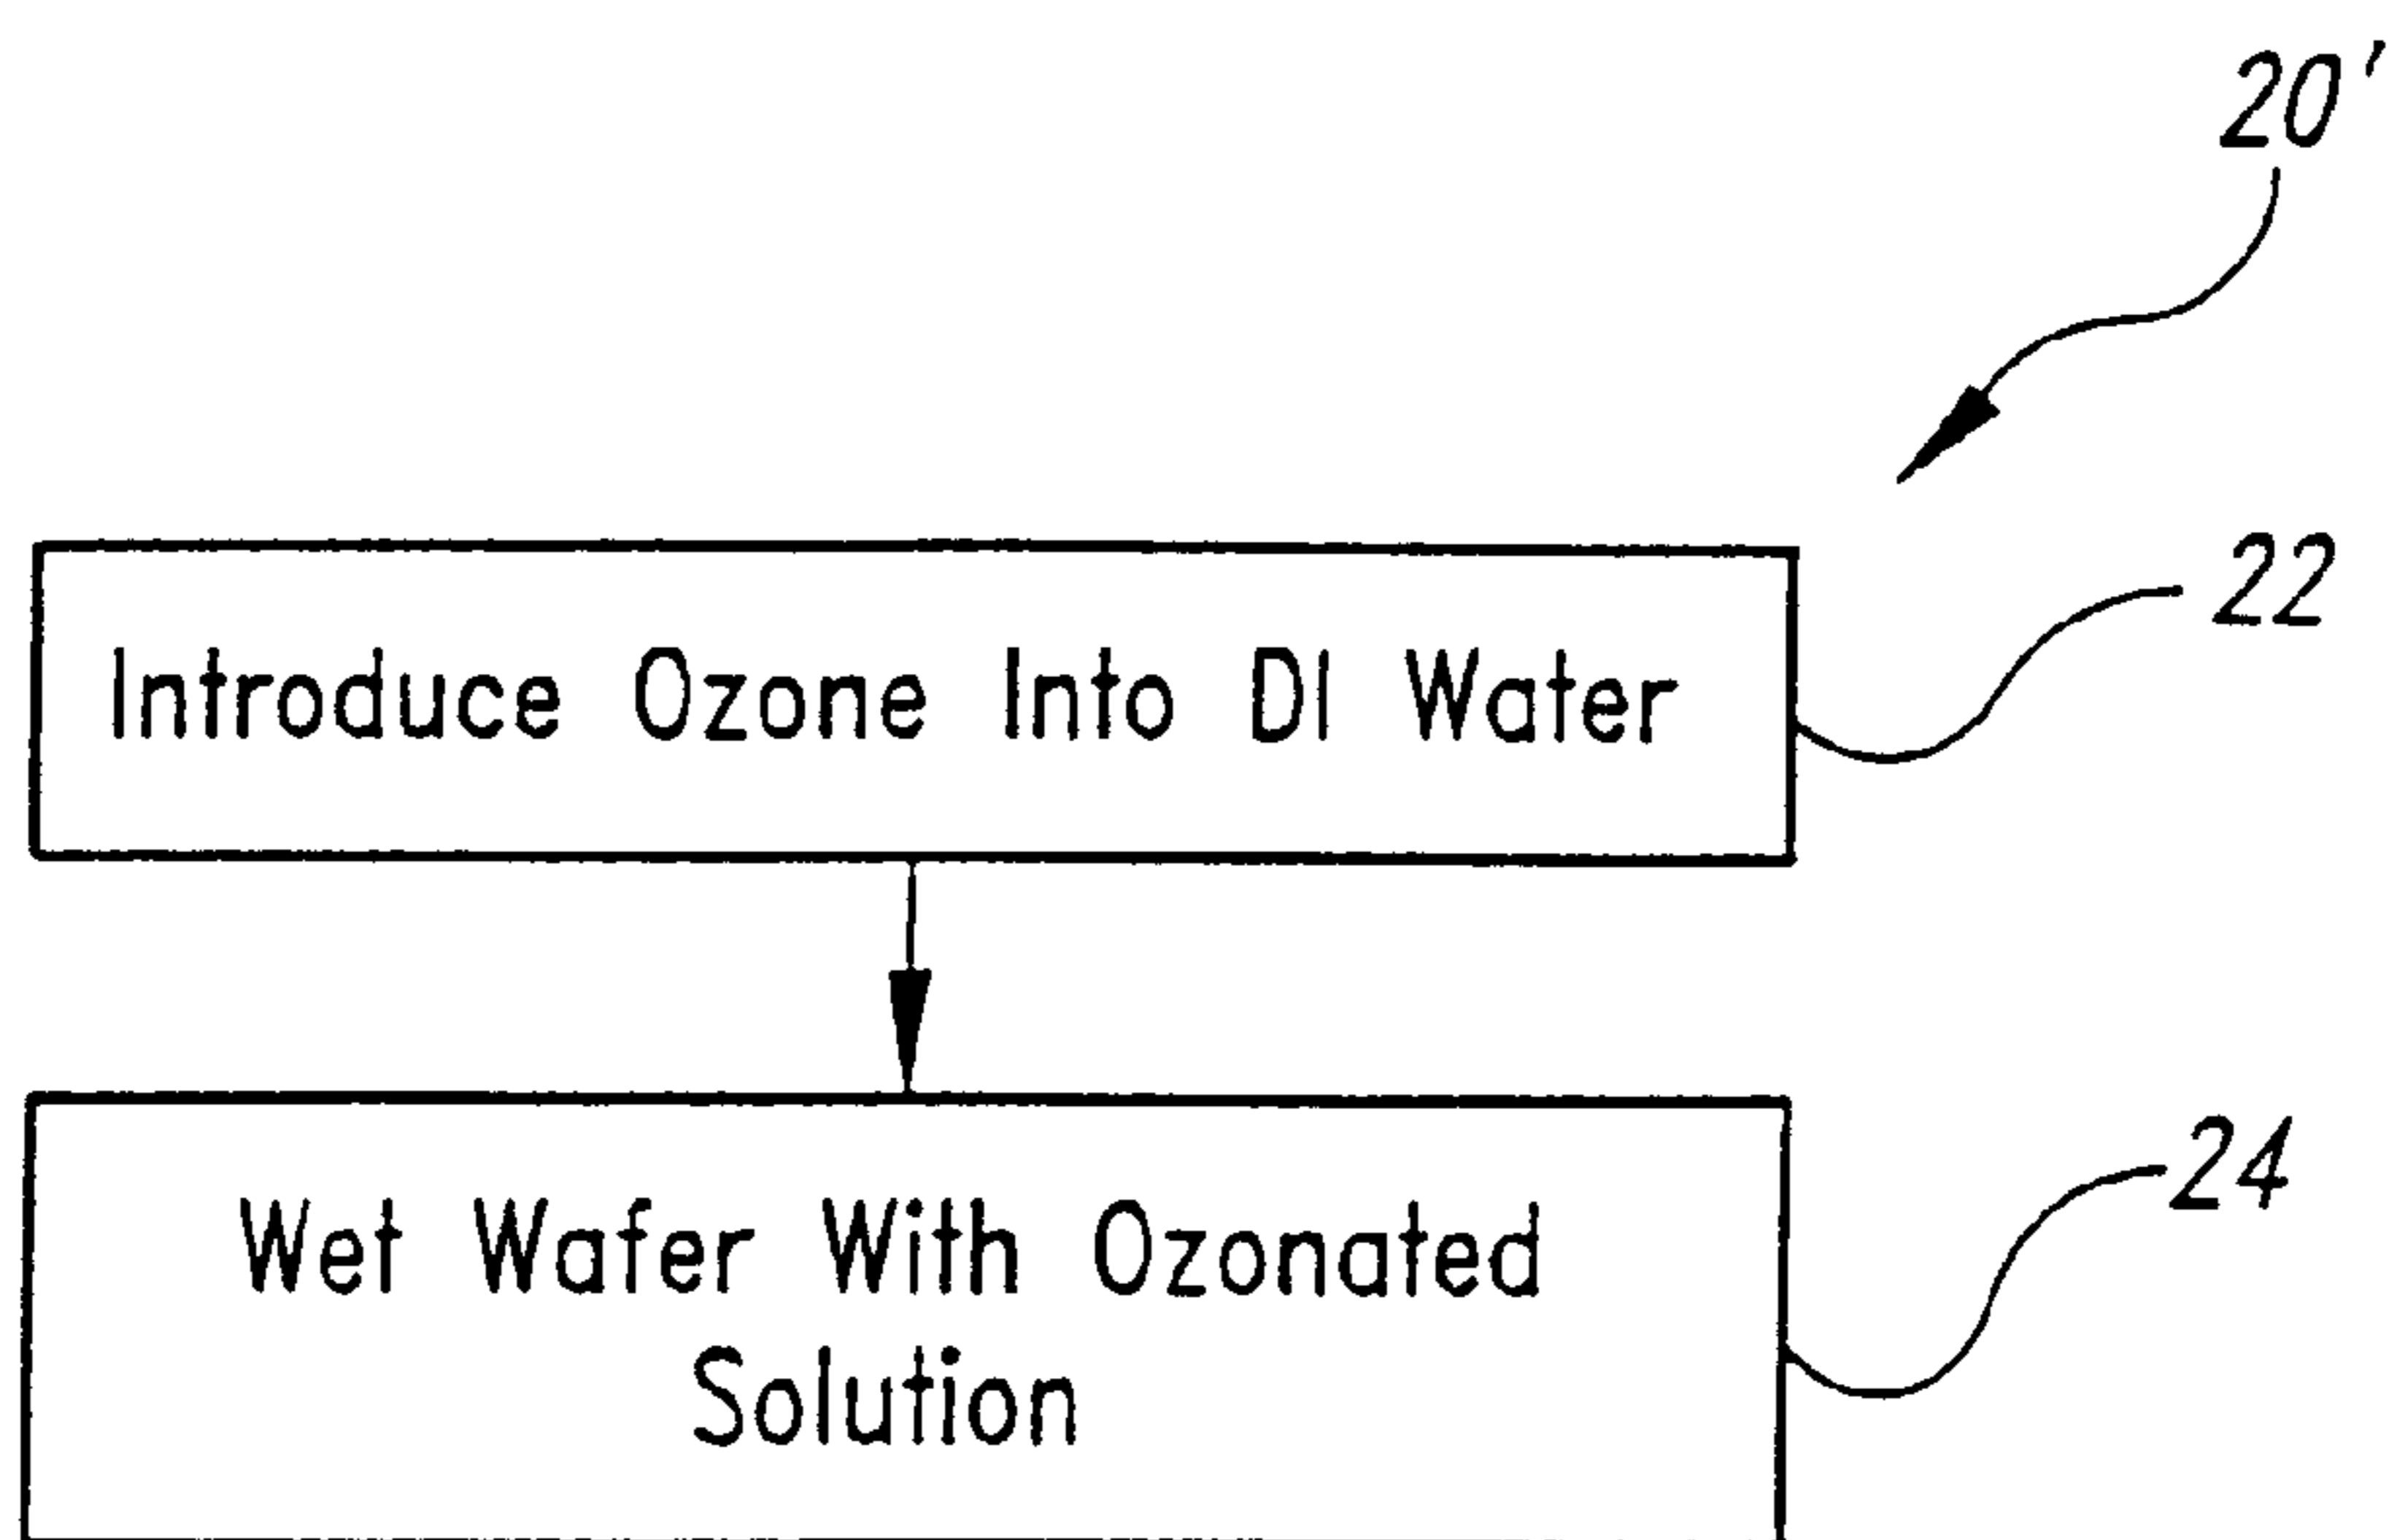 20'
22
Introduce Ozone Into DI Water
24
Wet Wafer With Ozonated
Solution